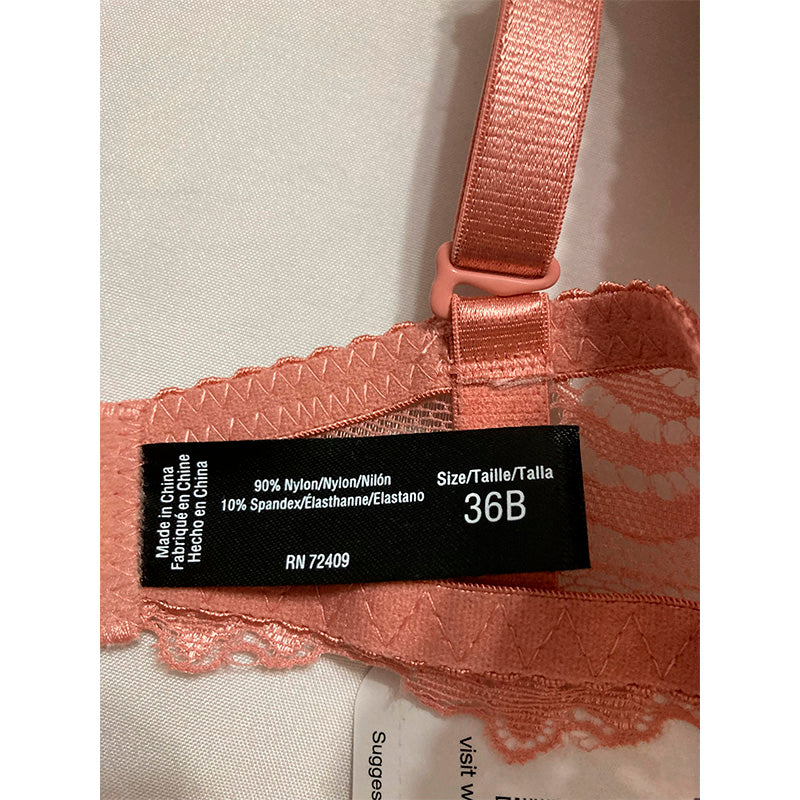 Made in China
Fabriqué en Chine
Hecho en China
90% Nylon/Nylon/Nilón
10% Spandex/Élasthanne/Elastano
RN 72409
Size/Taille/Talla
36B
visit